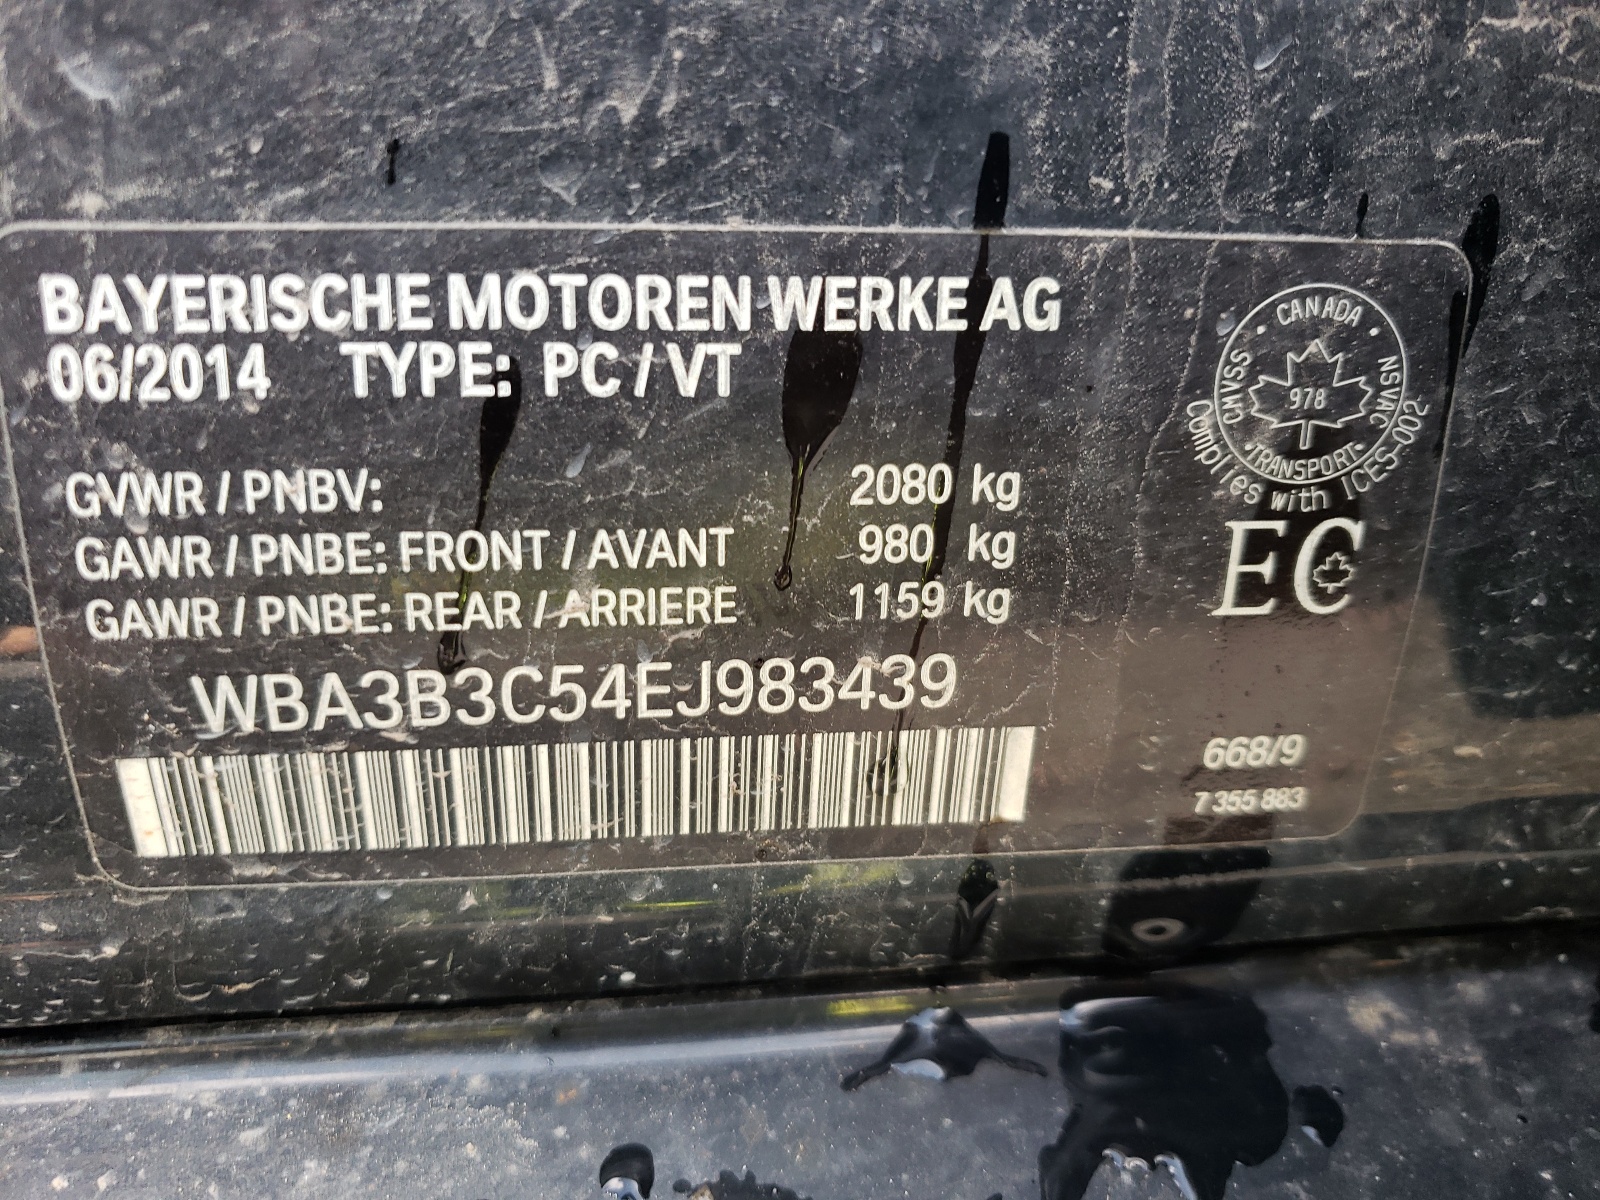 BAYERISCHE MOTOREN WERKE AG
06/2014 TYPE: PC / VT
GVWR / PNBV: 2080 kg
GAWR / PNBE: FRONT / AVANT 980 kg
GAWR / PNBE: REAR / ARRIERE 1159 kg
WBA3B3C54EJ983439
• CANADA •
CMVSS
978
NSVAC
TRANSPORT
Complies with ICES-002
EC
668/9
7 355 883